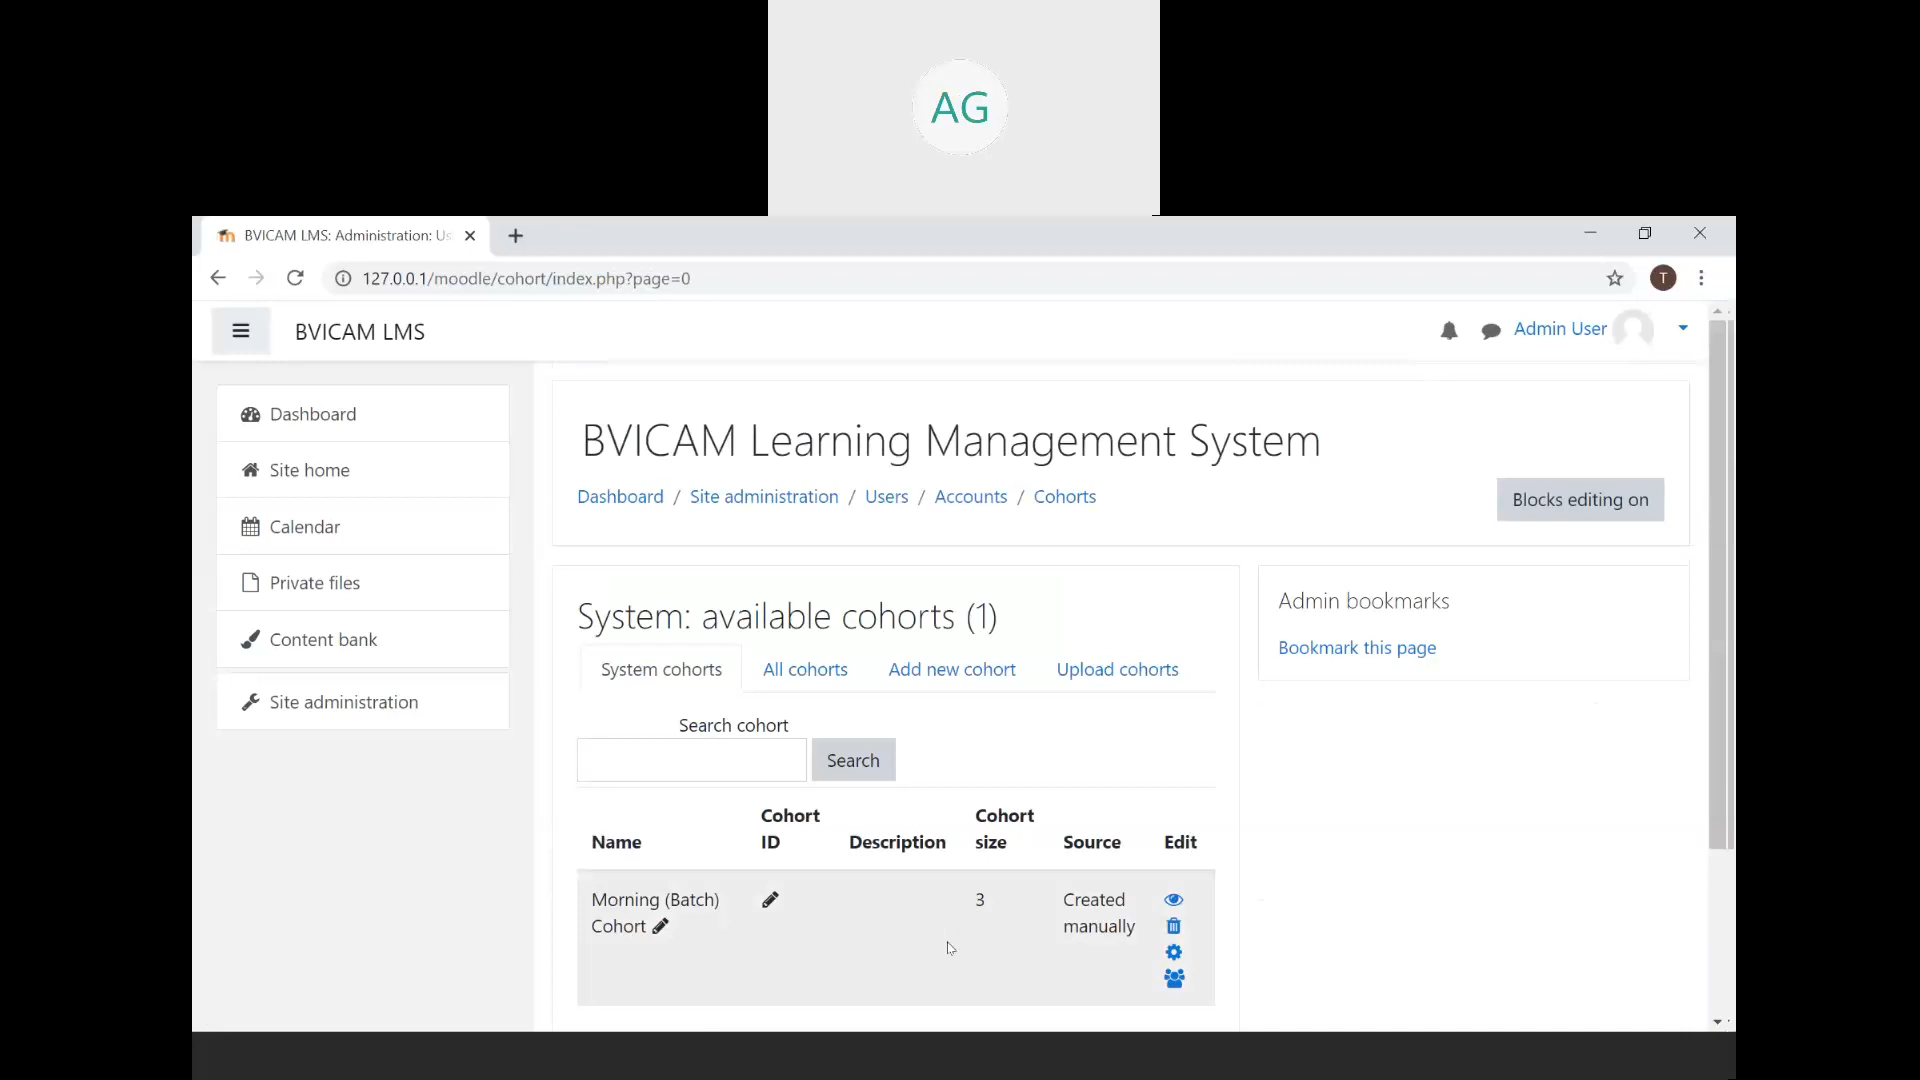 AG
BVICAM LMS: Administration: Us
127.0.0.1/moodle/cohort/index.php?page=0
T
BVICAM LMS
Admin User
Dashboard
Site home
Calendar
Private files
Content bank
Site administration
BVICAM Learning Management System
Dashboard / Site administration / Users / Accounts / Cohorts
Blocks editing on
System: available cohorts (1)
System cohorts All cohorts Add new cohort Upload cohorts
Search cohort
Search
Name Cohort ID Description Cohort size Source Edit
Morning (Batch) Cohort 3 Created manually
Admin bookmarks
Bookmark this page